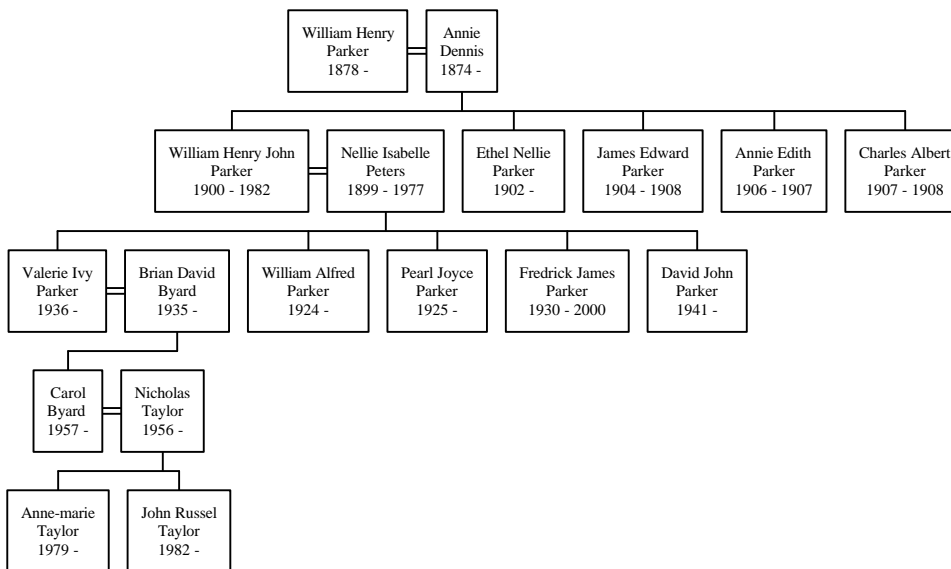 William Henry
Parker
1878 -
Annie
Dennis
1874 -
William Henry John
Parker
1900 - 1982
Nellie Isabelle
Peters
1899 - 1977
Ethel Nellie
Parker
1902 -
James Edward
Parker
1904 - 1908
Annie Edith
Parker
1906 - 1907
Charles Albert
Parker
1907 - 1908
Valerie Ivy
Parker
1936 -
Brian David
Byard
1935 -
William Alfred
Parker
1924 -
Pearl Joyce
Parker
1925 -
Fredrick James
Parker
1930 - 2000
David John
Parker
1941 -
Carol
Byard
1957 -
Nicholas
Taylor
1956 -
Anne-marie
Taylor
1979 -
John Russel
Taylor
1982 -